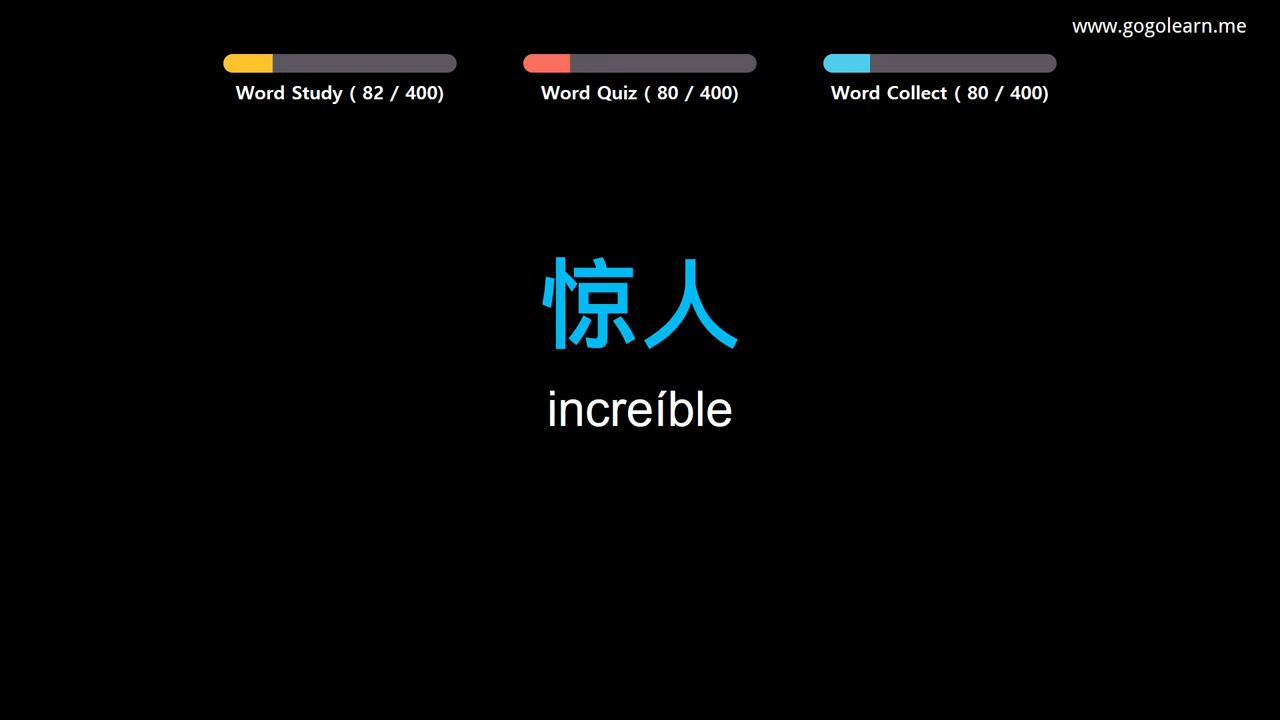 www.gogolearn.me
Word Study ( 82 / 400)
Word Quiz ( 80 / 400)
Word Collect ( 80 / 400)
惊人
increíble